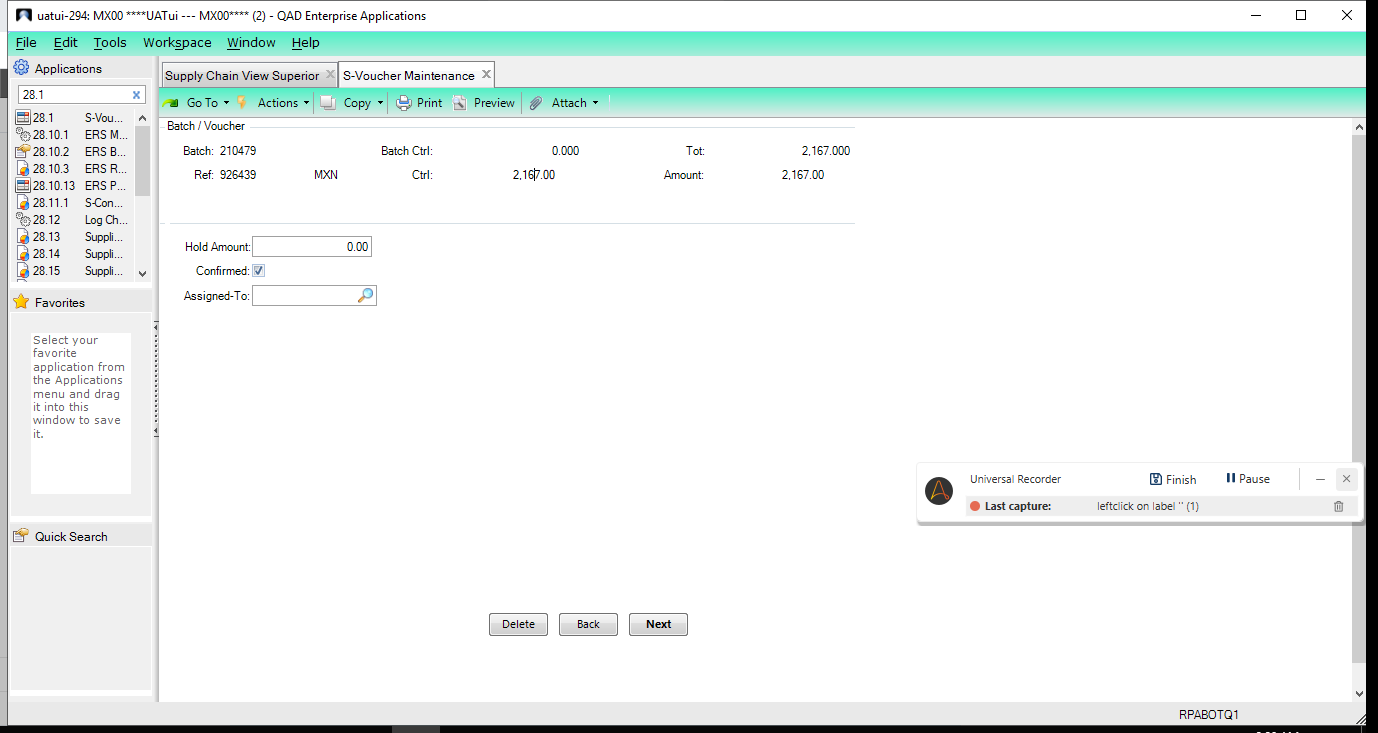 uatui-294: MX00 ****UATui --- MX00**** (2) - QAD Enterprise Applications
File Edit Tools Workspace Window Help
Applications
28.1
28.1 S-Vou...
28.10.1 ERS M...
28.10.2 ERS B...
28.10.3 ERS R...
28.10.13 ERS P...
28.11.1 S-Con...
28.12 Log Ch...
28.13 Suppli...
28.14 Suppli...
28.15 Suppli...
Favorites
Select your
favorite
application from
the Applications
menu and drag
it into this
window to save
it.
Quick Search
Supply Chain View Superior S-Voucher Maintenance
Go To Actions Copy Print Preview Attach
Batch / Voucher
Batch: 210479 Batch Ctrl: 0.000 Tot: 2,167.000
Ref: 926439 MXN Ctrl: 2,167.00 Amount: 2,167.00
Hold Amount: 0.00
Confirmed:
Assigned-To:
Delete Back Next
Universal Recorder Finish Pause
Last capture: leftclick on label '' (1)
RPABOTQ1